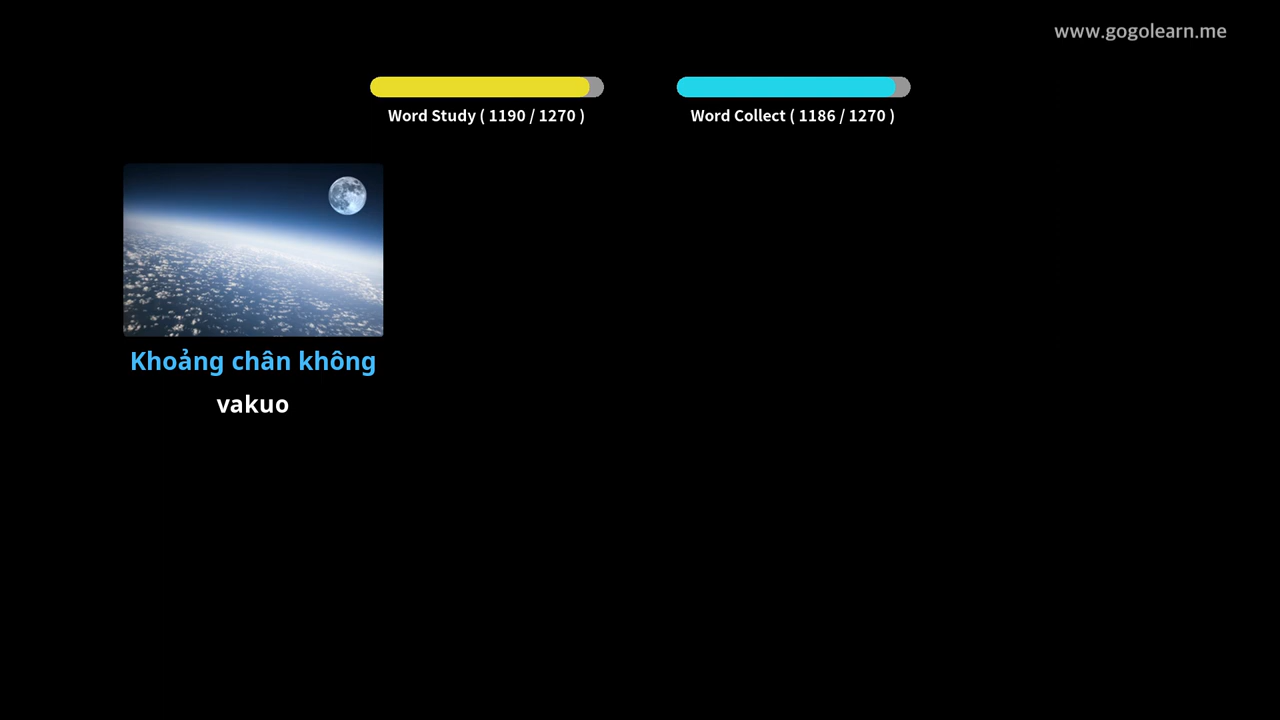 www.gogolearn.me
Word Study ( 1190 / 1270 )
Word Collect ( 1186 / 1270 )
Khoảng chân không
vakuo